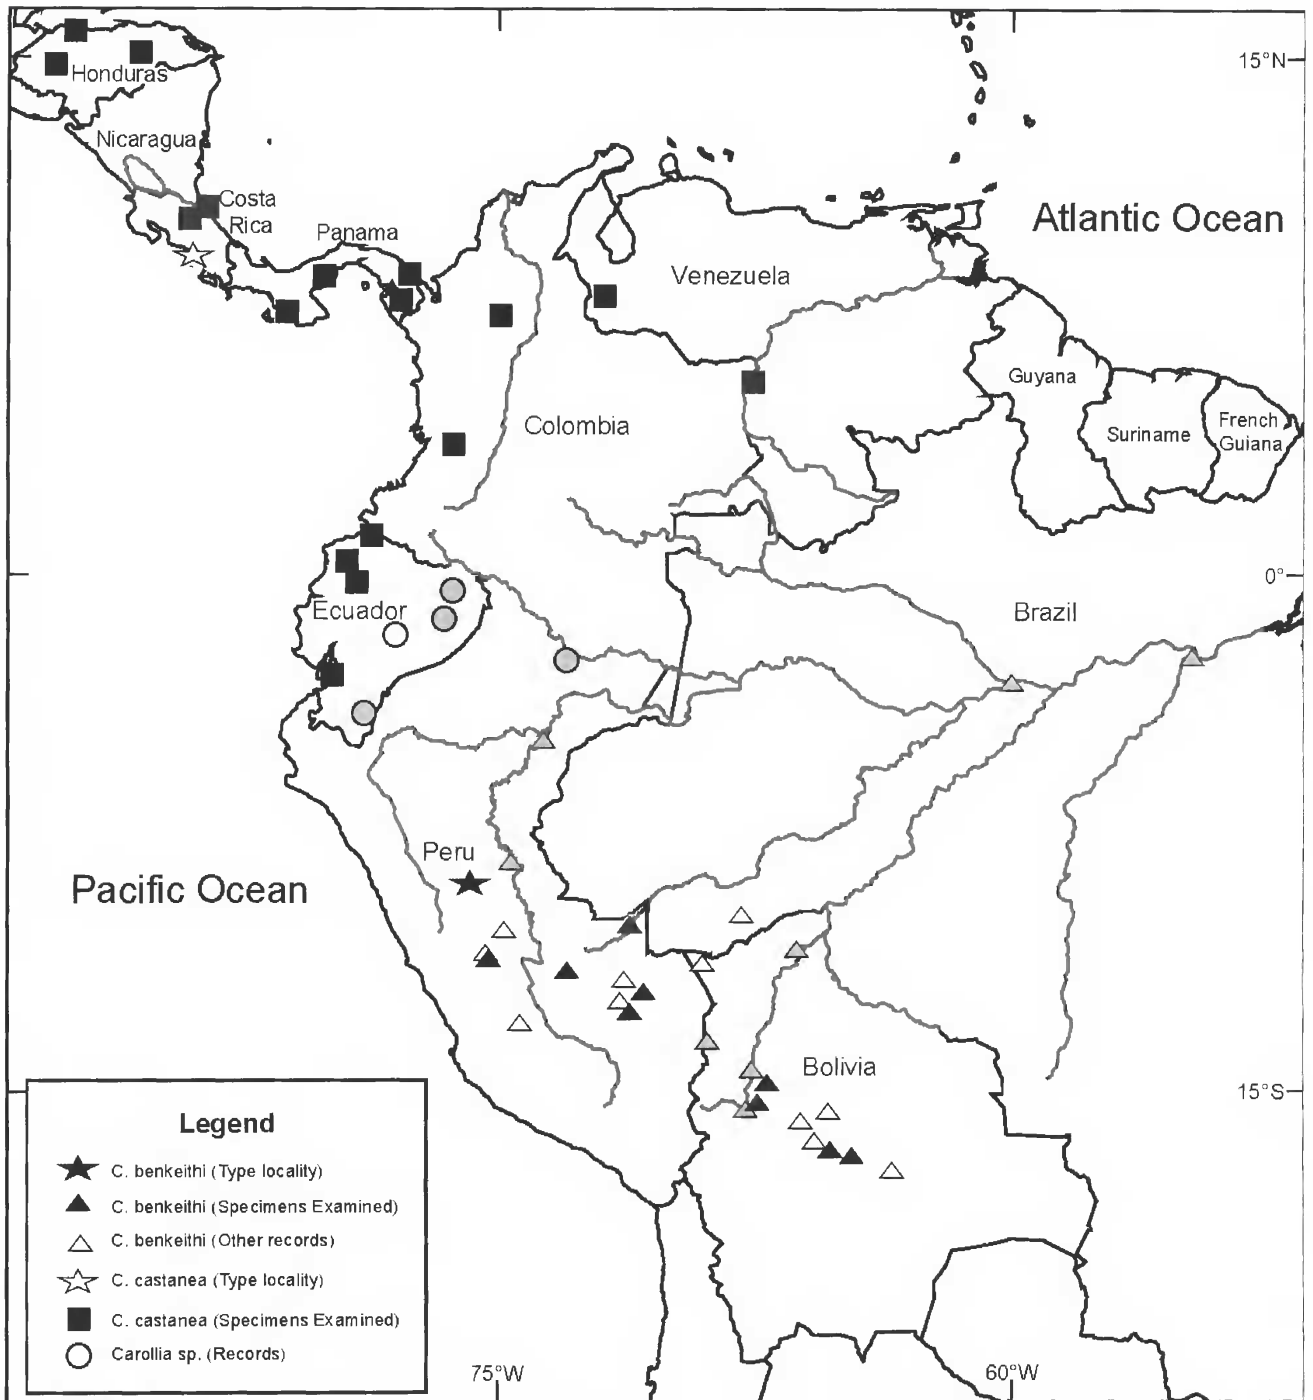 15°N
Honduras
Nicaragua
Costa
Rica
Panama
Atlantic Ocean
Venezuela
Guyana
Colombia
Suriname
French
Guiana
0°
Ecuador
Brazil
Peru
Pacific Ocean
Bolivia
15°S
Legend
C. benkeithi (Type locality)
C. benkeithi (Specimens Examined)
C. benkeithi (Other records)
C. castanea (Type locality)
C. castanea (Specimens Examined)
Carollia sp. (Records)
75°W
60°W